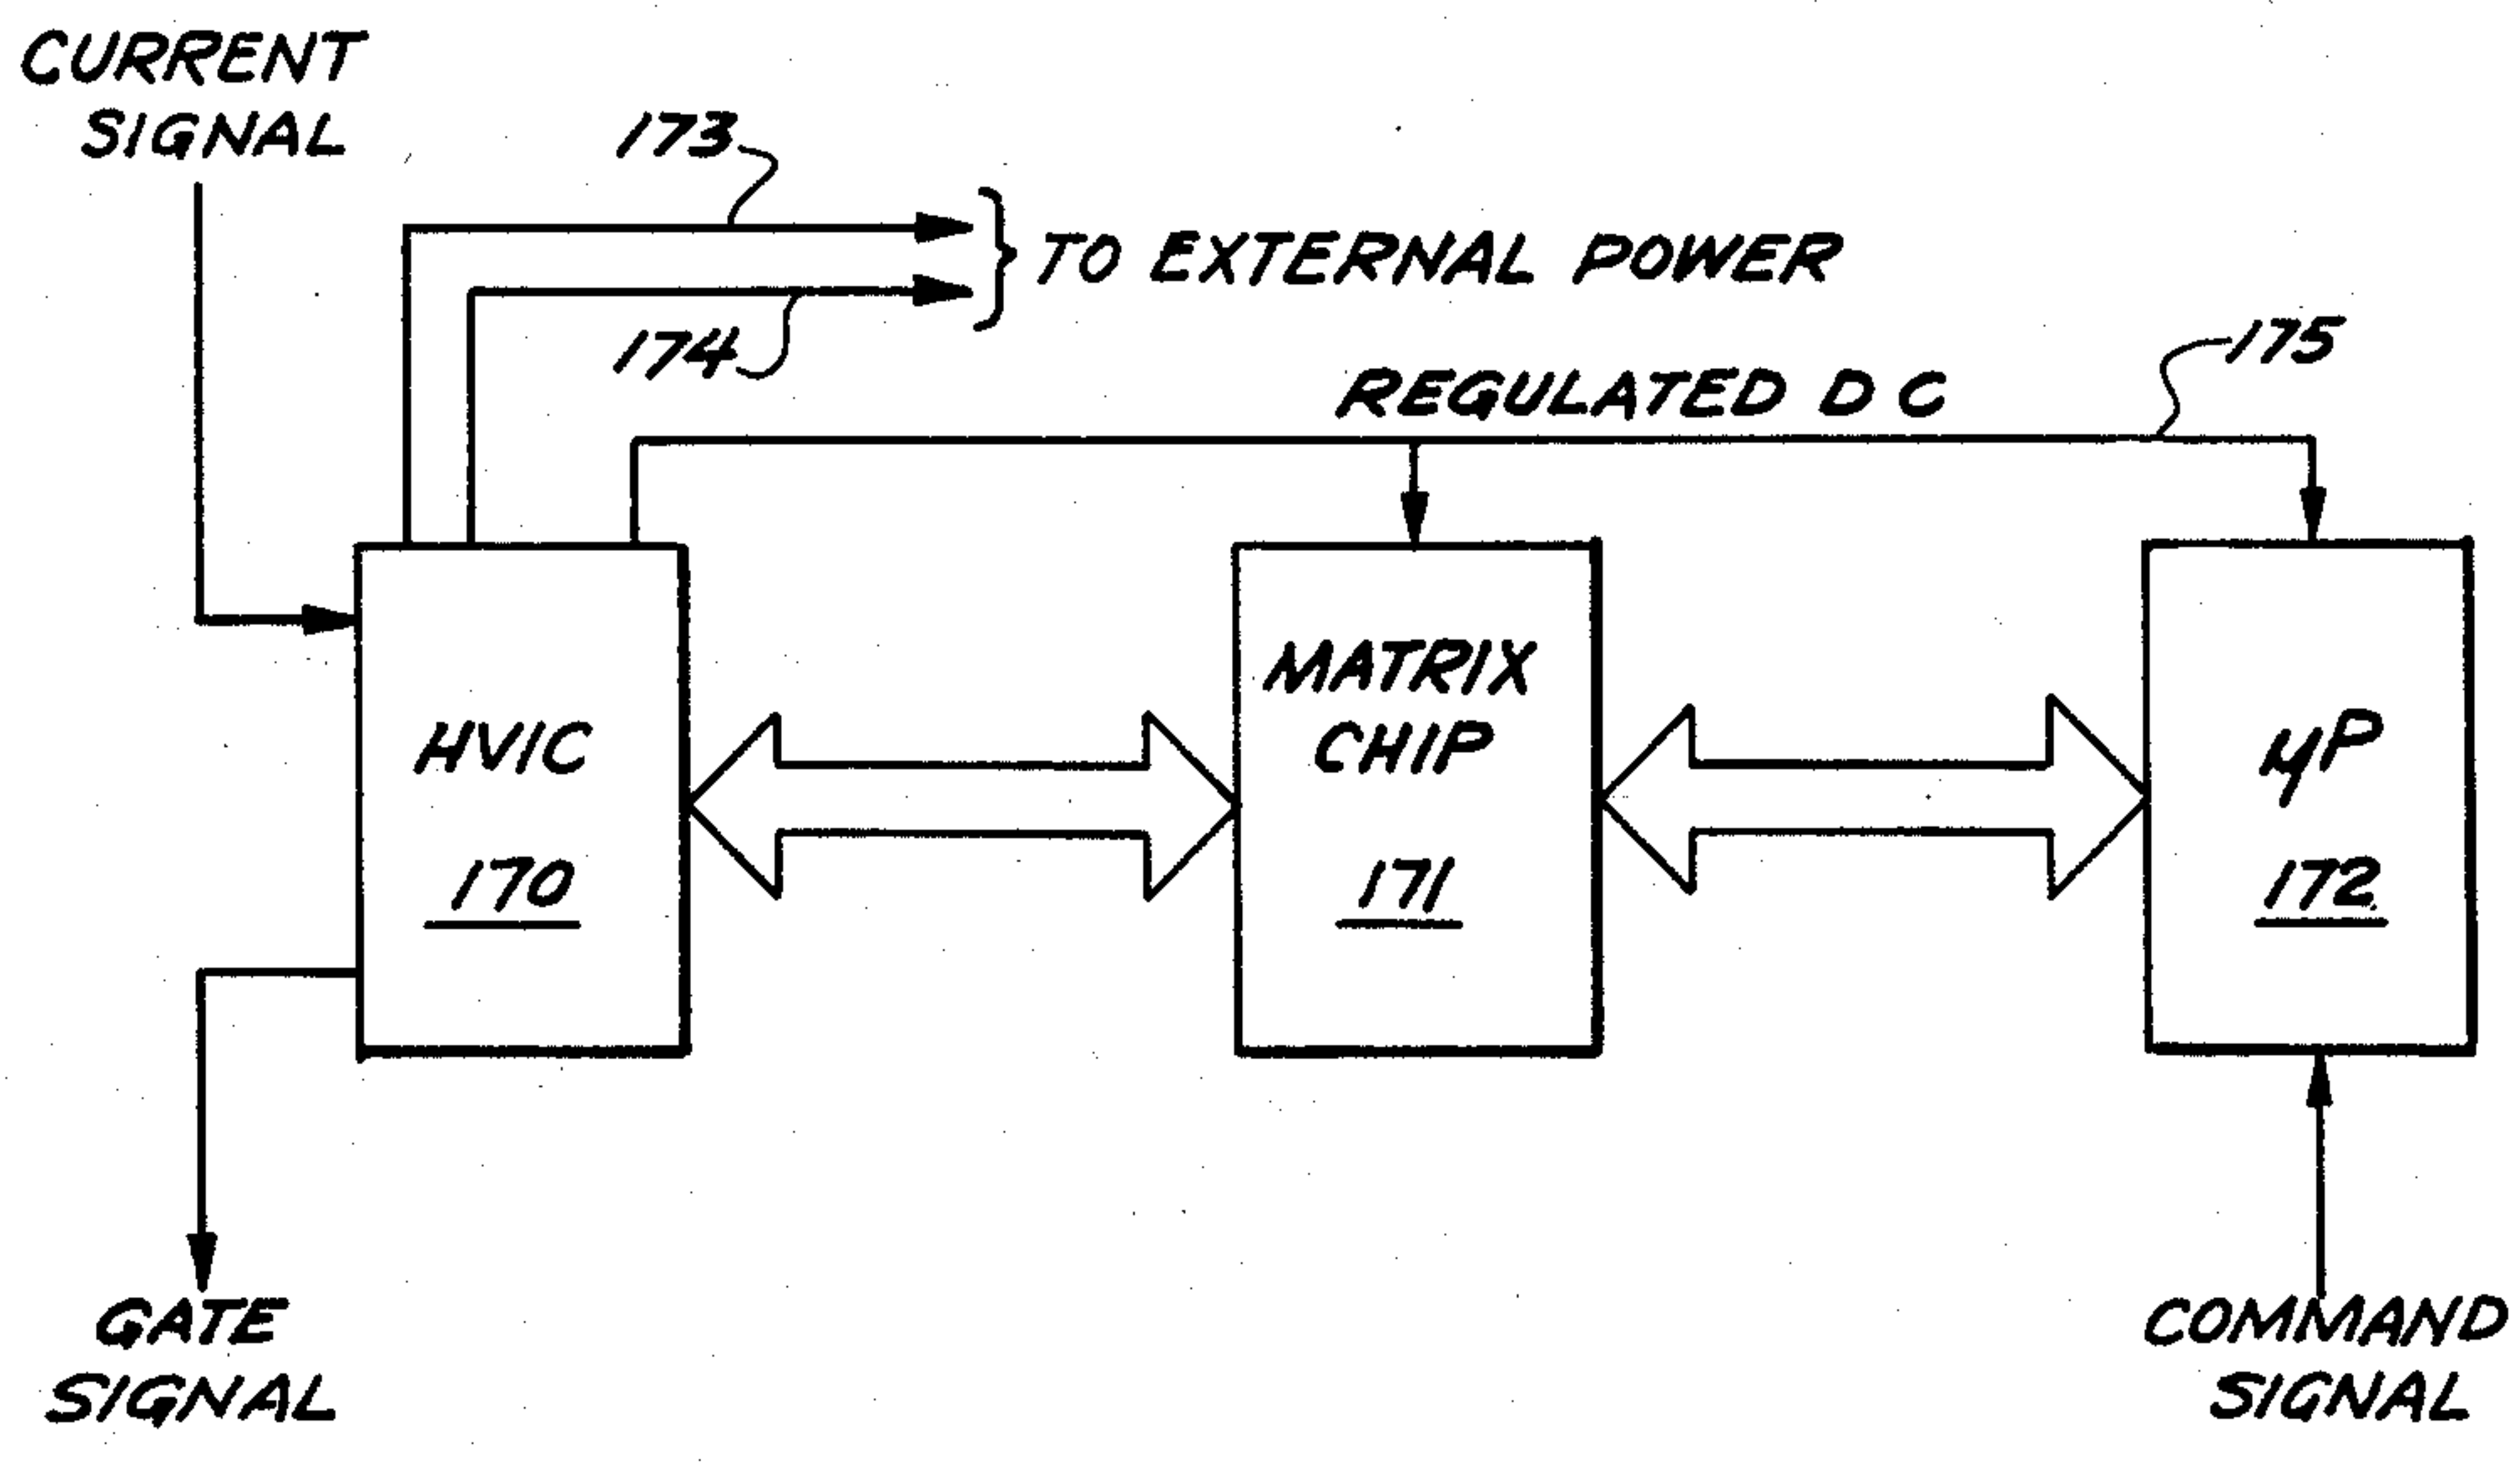 CURRENT
SIGNAL
173
TO EXTERNAL POWER
174
175
REGULATED D C
HVIC
170
MATRIX
CHIP
171
μP
172
GATE
SIGNAL
COMMAND
SIGNAL